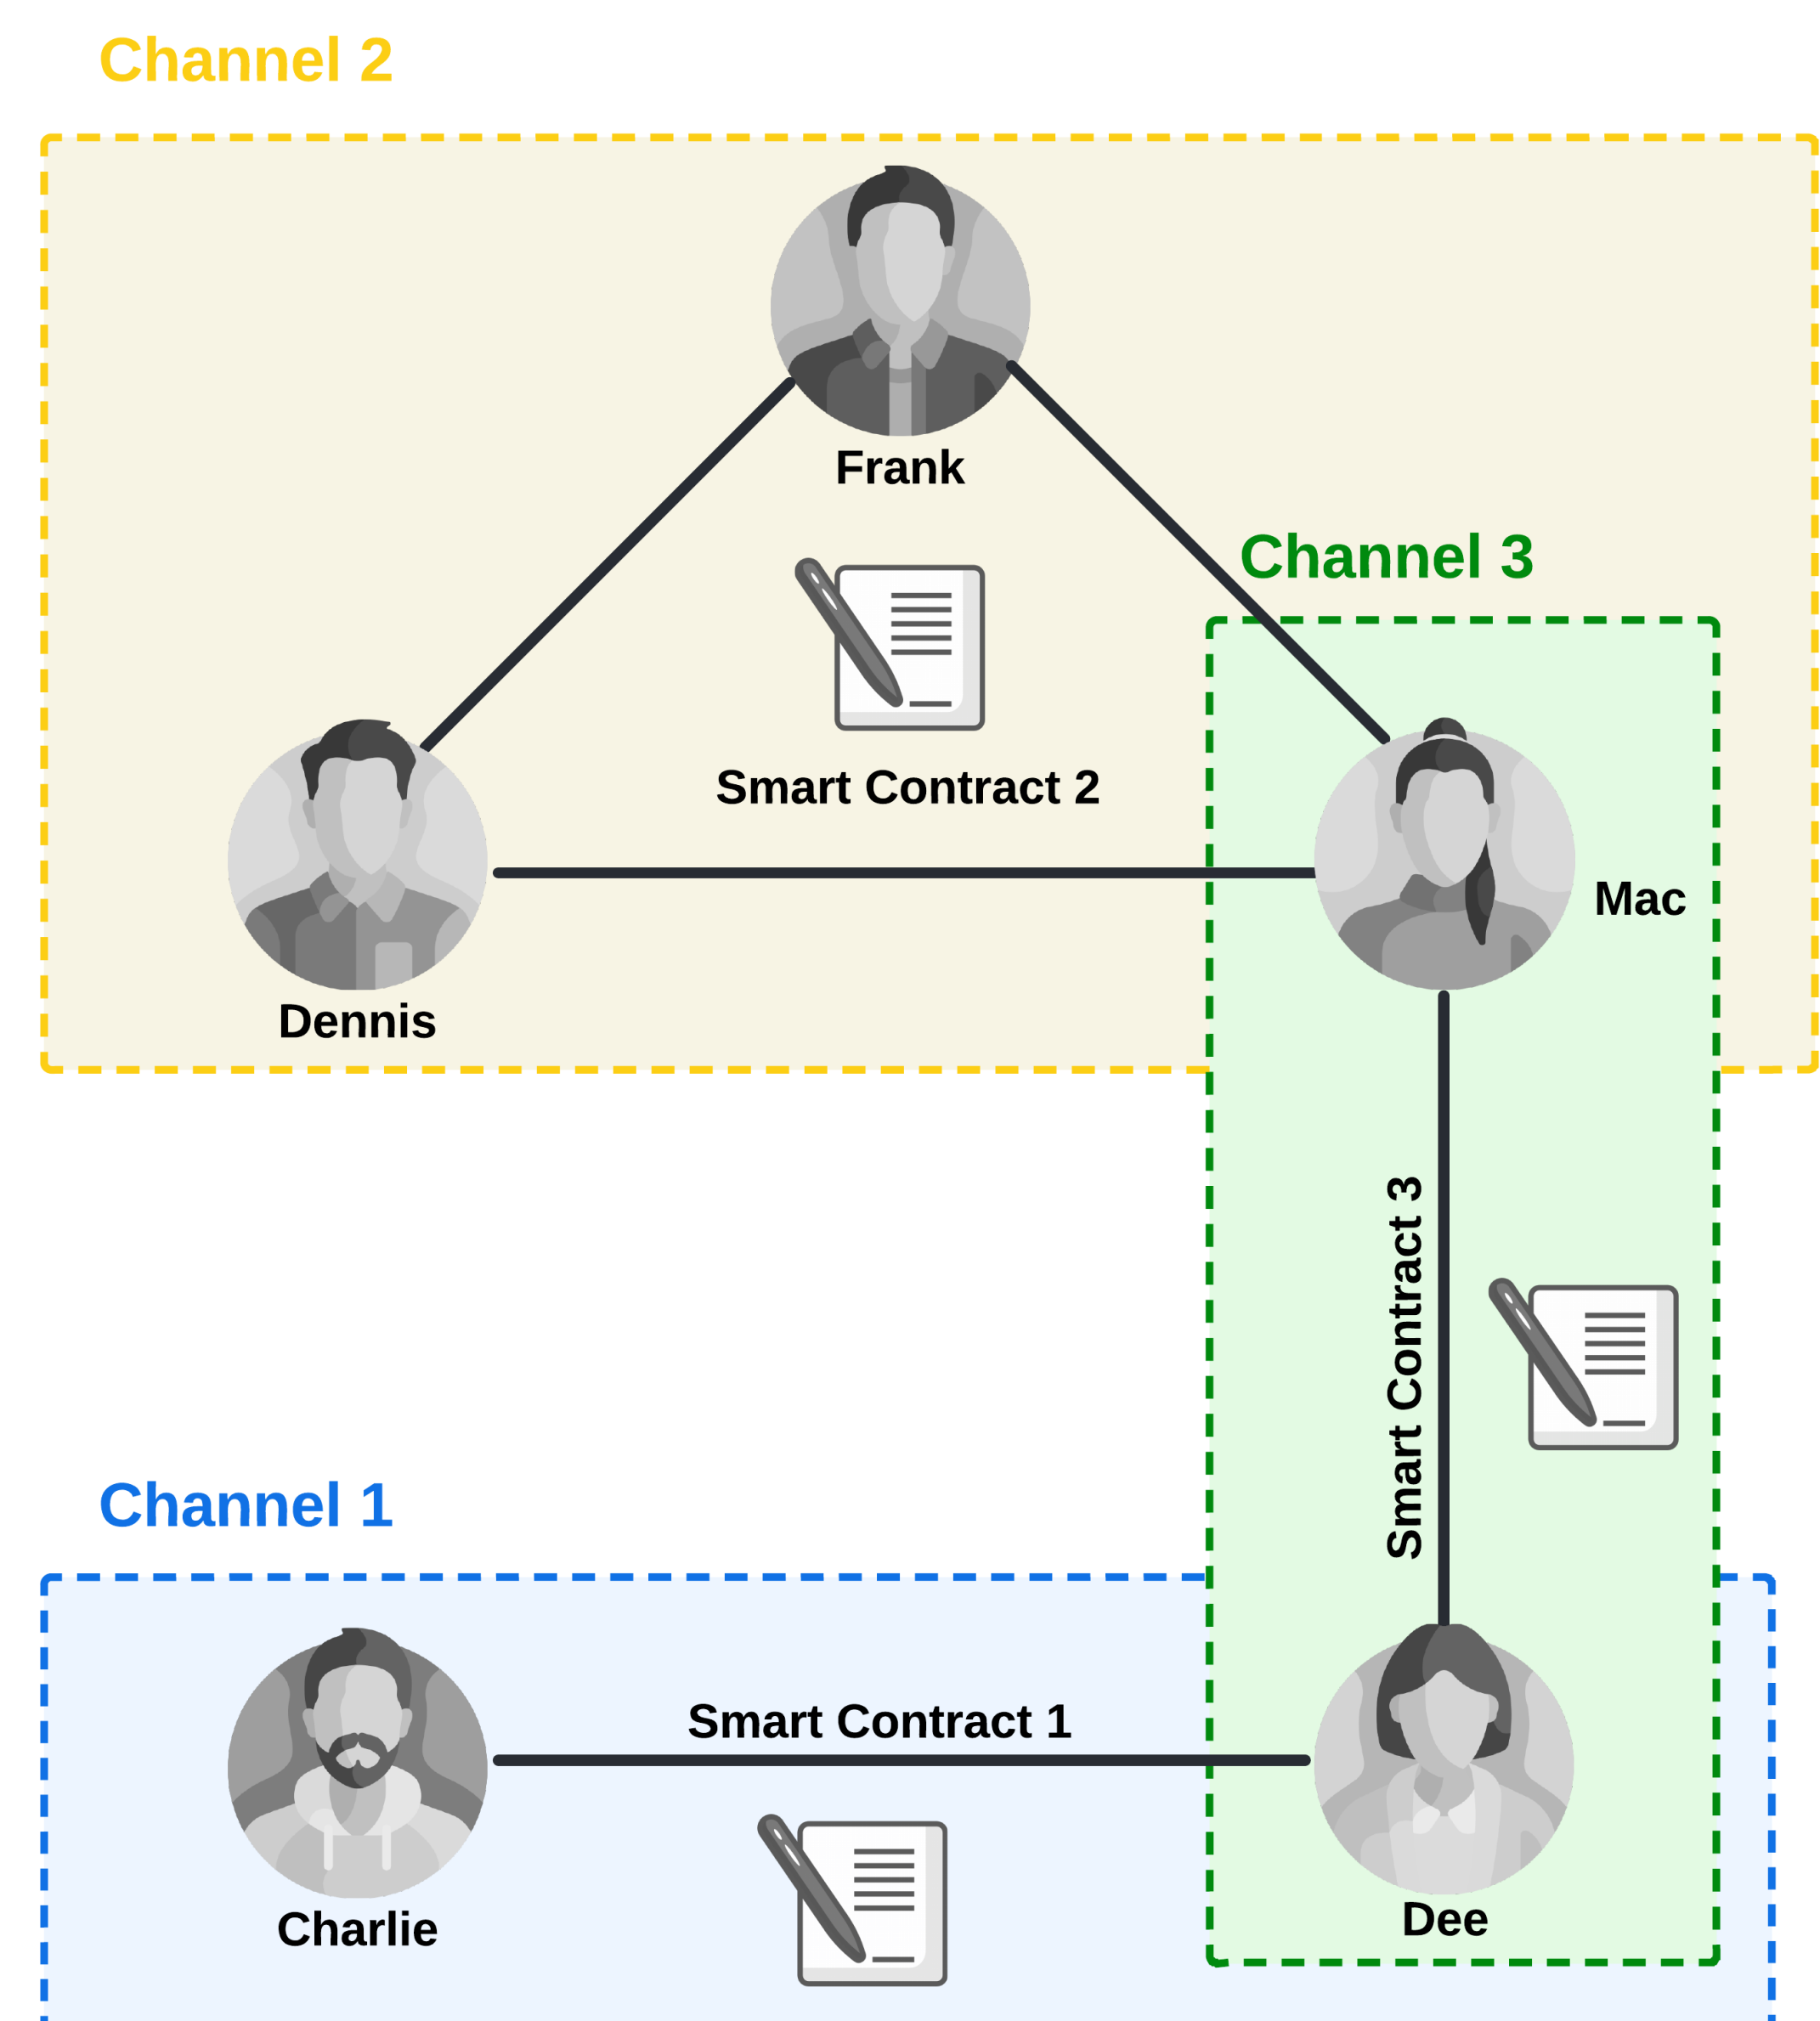 Channel 2
Frank
Channel 3
Smart Contract 2
Mac
Dennis
Smart Contract 3
Channel 1
Smart Contract 1
Charlie
Dee